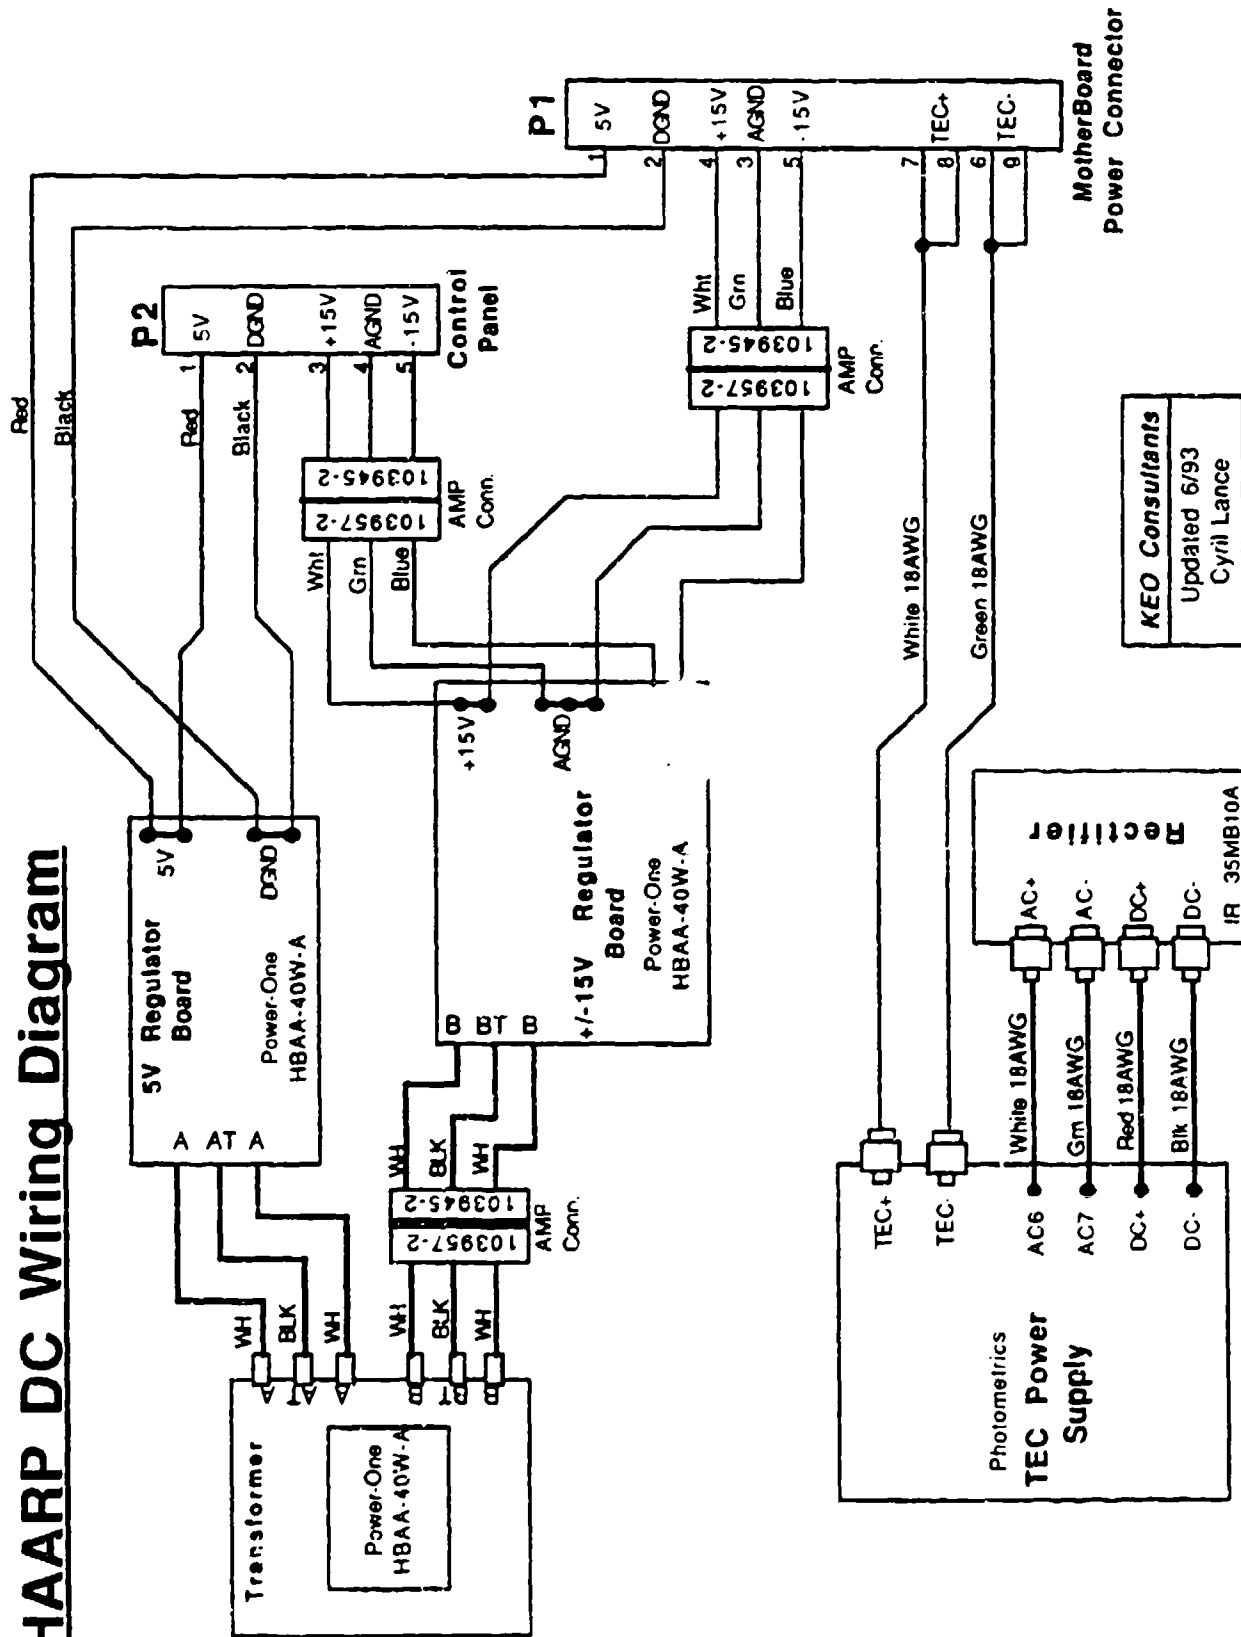 HAARP DC Wiring Diagram
Transformer
Power-One
HBAA-40W-A
A
T
A
A
B
T
B
B
WH
BLK
WH
WH
BLK
WH
103957-2
103945-2
AMP
Conn.
WH
BLK
WH
5V Regulator
Board
Power-One
HBAA-40W-A
A
AT
A
5V
DGND
+/-15V Regulator
Board
Power-One
HBAA-40W-A
B
BT
B
+15V
AGND
Red
Black
Red
Black
Wht
Grn
Blue
103957-2
103945-2
AMP
Conn.
P2
1
2
3
4
5
5V
DGND
+15V
AGND
-15V
Control
Panel
103957-2
103945-2
AMP
Conn.
Wht
Grn
Blue
P1
1
2
4
3
5
7
8
6
9
5V
DGND
+15V
AGND
-15V
TEC+
TEC-
MotherBoard
Power Connector
Photometrics
TEC Power
Supply
TEC+
TEC-
AC6
AC7
DC+
DC-
White 18AWG
Green 18AWG
White 18AWG
Grn 18AWG
Red 18AWG
Blk 18AWG
AC+
AC-
DC+
DC-
Rectifier
IR 35MB10A
KEO Consultants
Updated 6/93
Cyril Lance